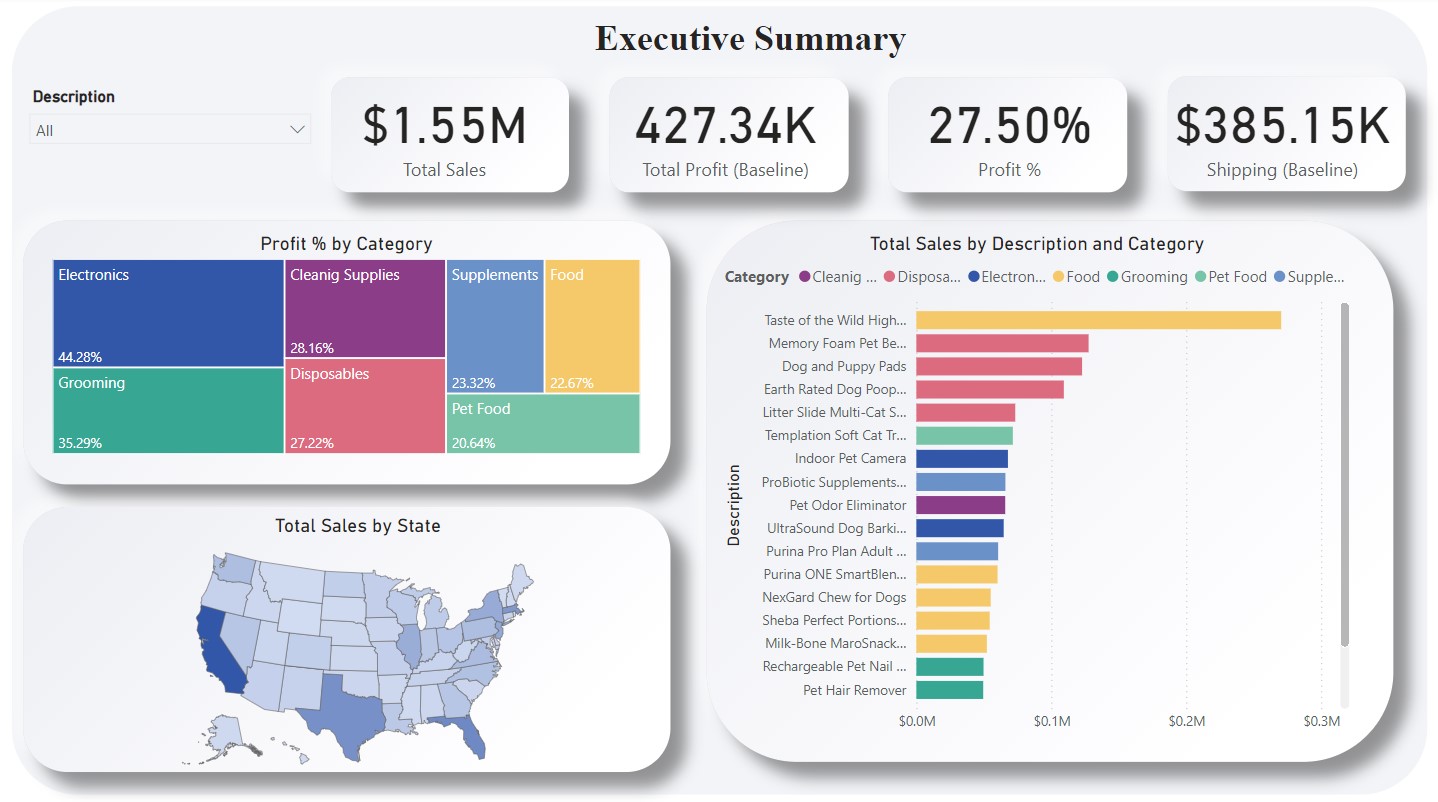 Executive Summary
Description
All
$1.55M
Total Sales
427.34K
Total Profit (Baseline)
27.50%
Profit %
$385.15K
Shipping (Baseline)
Profit % by Category
Electronics
44.28%
Grooming
35.29%
Cleanig Supplies
28.16%
Disposables
27.22%
Supplements
23.32%
Food
22.67%
Pet Food
20.64%
Total Sales by State
Total Sales by Description and Category
Category Cleanig ... Disposa... Electron... Food Grooming Pet Food Supple...
Description
Taste of the Wild High...
Memory Foam Pet Be...
Dog and Puppy Pads
Earth Rated Dog Poop...
Litter Slide Multi-Cat S...
Templation Soft Cat Tr...
Indoor Pet Camera
ProBiotic Supplements...
Pet Odor Eliminator
UltraSound Dog Barki...
Purina Pro Plan Adult ...
Purina ONE SmartBlen...
NexGard Chew for Dogs
Sheba Perfect Portions...
Milk-Bone MaroSnack...
Rechargeable Pet Nail ...
Pet Hair Remover
$0.0M $0.1M $0.2M $0.3M